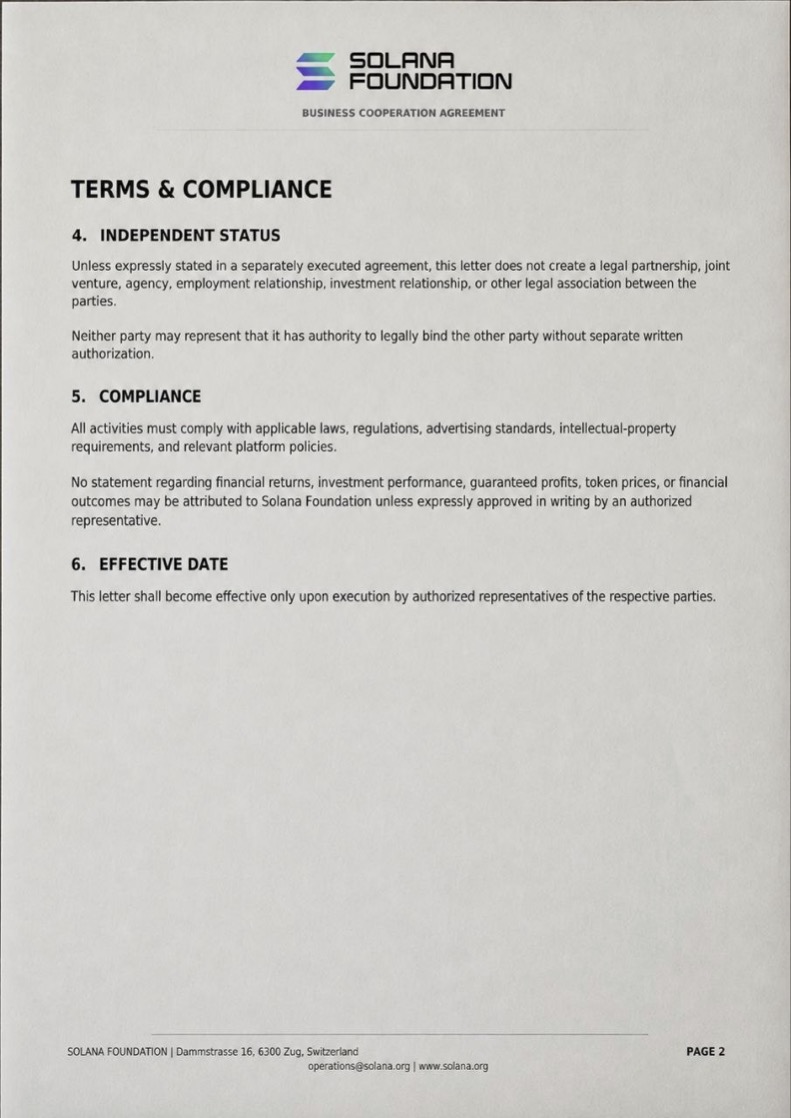 SOLANA
FOUNDATION
BUSINESS COOPERATION AGREEMENT
TERMS & COMPLIANCE
4. INDEPENDENT STATUS
Unless expressly stated in a separately executed agreement, this letter does not create a legal partnership, joint
venture, agency, employment relationship, investment relationship, or other legal association between the
parties.
Neither party may represent that it has authority to legally bind the other party without separate written
authorization.
5. COMPLIANCE
All activities must comply with applicable laws, regulations, advertising standards, intellectual-property
requirements, and relevant platform policies.
No statement regarding financial returns, investment performance, guaranteed profits, token prices, or financial
outcomes may be attributed to Solana Foundation unless expressly approved in writing by an authorized
representative.
6. EFFECTIVE DATE
This letter shall become effective only upon execution by authorized representatives of the respective parties.
SOLANA FOUNDATION | Dammstrasse 16, 6300 Zug, Switzerland
PAGE 2
operations@solana.org | www.solana.org